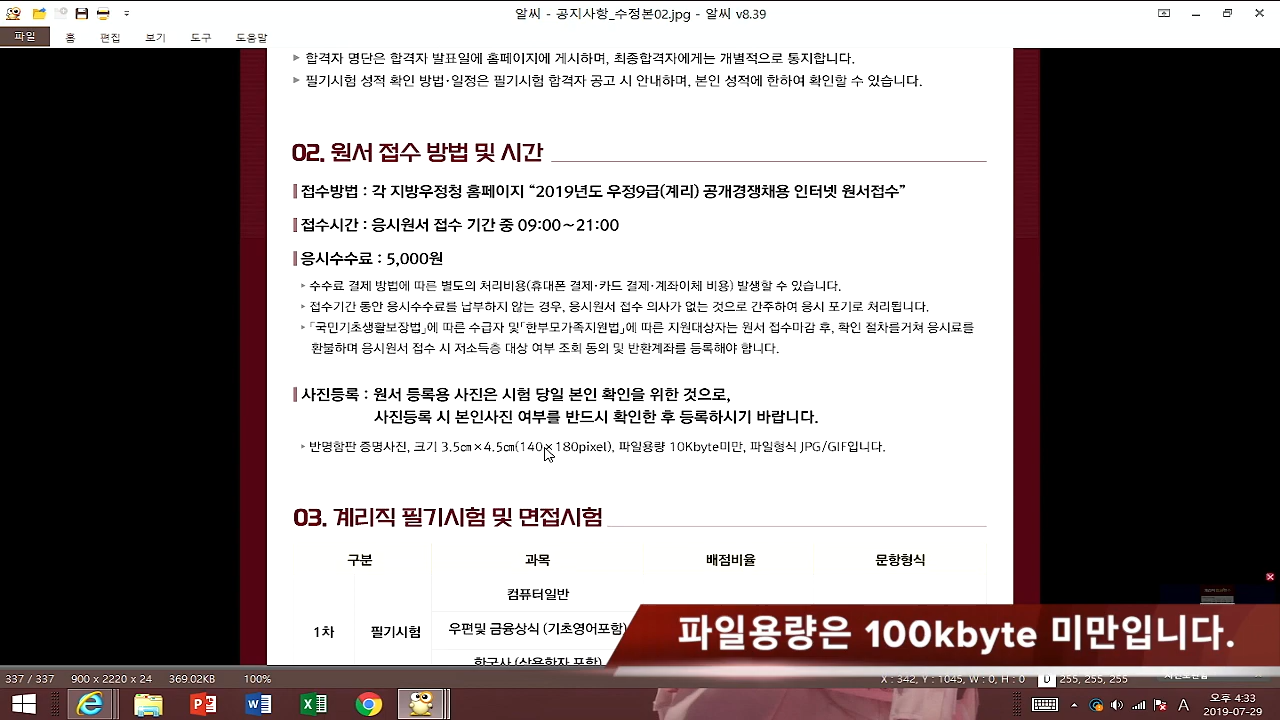 알씨 - 공지사항_수정본02.jpg - 알씨 v8.39
파일 홈 편집 보기 도구 도움말
▶ 합격자 명단은 합격자 발표일에 홈페이지에 게시하며, 최종합격자에게는 개별적으로 통지합니다.
▶ 필기시험 성적 확인 방법·일정은 필기시험 합격자 공고 시 안내하며, 본인 성적에 한하여 확인할 수 있습니다.
02. 원서 접수 방법 및 시간
접수방법 : 각 지방우정청 홈페이지 “2019년도 우정9급(계리) 공개경쟁채용 인터넷 원서접수”
접수시간 : 응시원서 접수 기간 중 09:00~21:00
응시수수료 : 5,000원
▸ 수수료 결제 방법에 따른 별도의 처리비용(휴대폰 결제·카드 결제·계좌이체 비용) 발생할 수 있습니다.
▸ 접수기간 동안 응시수수료를 납부하지 않는 경우, 응시원서 접수 의사가 없는 것으로 간주하여 응시 포기로 처리됩니다.
▸ 「국민기초생활보장법」에 따른 수급자 및「한부모가족지원법」에 따른 지원대상자는 원서 접수마감 후, 확인 절차를거쳐 응시료를
환불하며 응시원서 접수 시 저소득층 대상 여부 조회 동의 및 반환계좌를 등록해야 합니다.
사진등록 : 원서 등록용 사진은 시험 당일 본인 확인을 위한 것으로,
사진등록 시 본인사진 여부를 반드시 확인한 후 등록하시기 바랍니다.
▸ 반명함판 증명사진, 크기 3.5㎝×4.5㎝(140×180pixel), 파일용량 10Kbyte미만, 파일형식 JPG/GIF입니다.
03. 계리직 필기시험 및 면접시험
구분 과목 배점비율 문항형식
컴퓨터일반
1차 필기시험 우편및 금융상식 (기초영어포함)
한국사 (상용한자 포함)
파일용량은 100kbyte 미만입니다.
337 / 337 900 x 2220 x 24 369.02KB 100% X : 342, Y : 1045, W : 0, H : 0 255, 255, 255
A 오후 4:33
2019-07-29